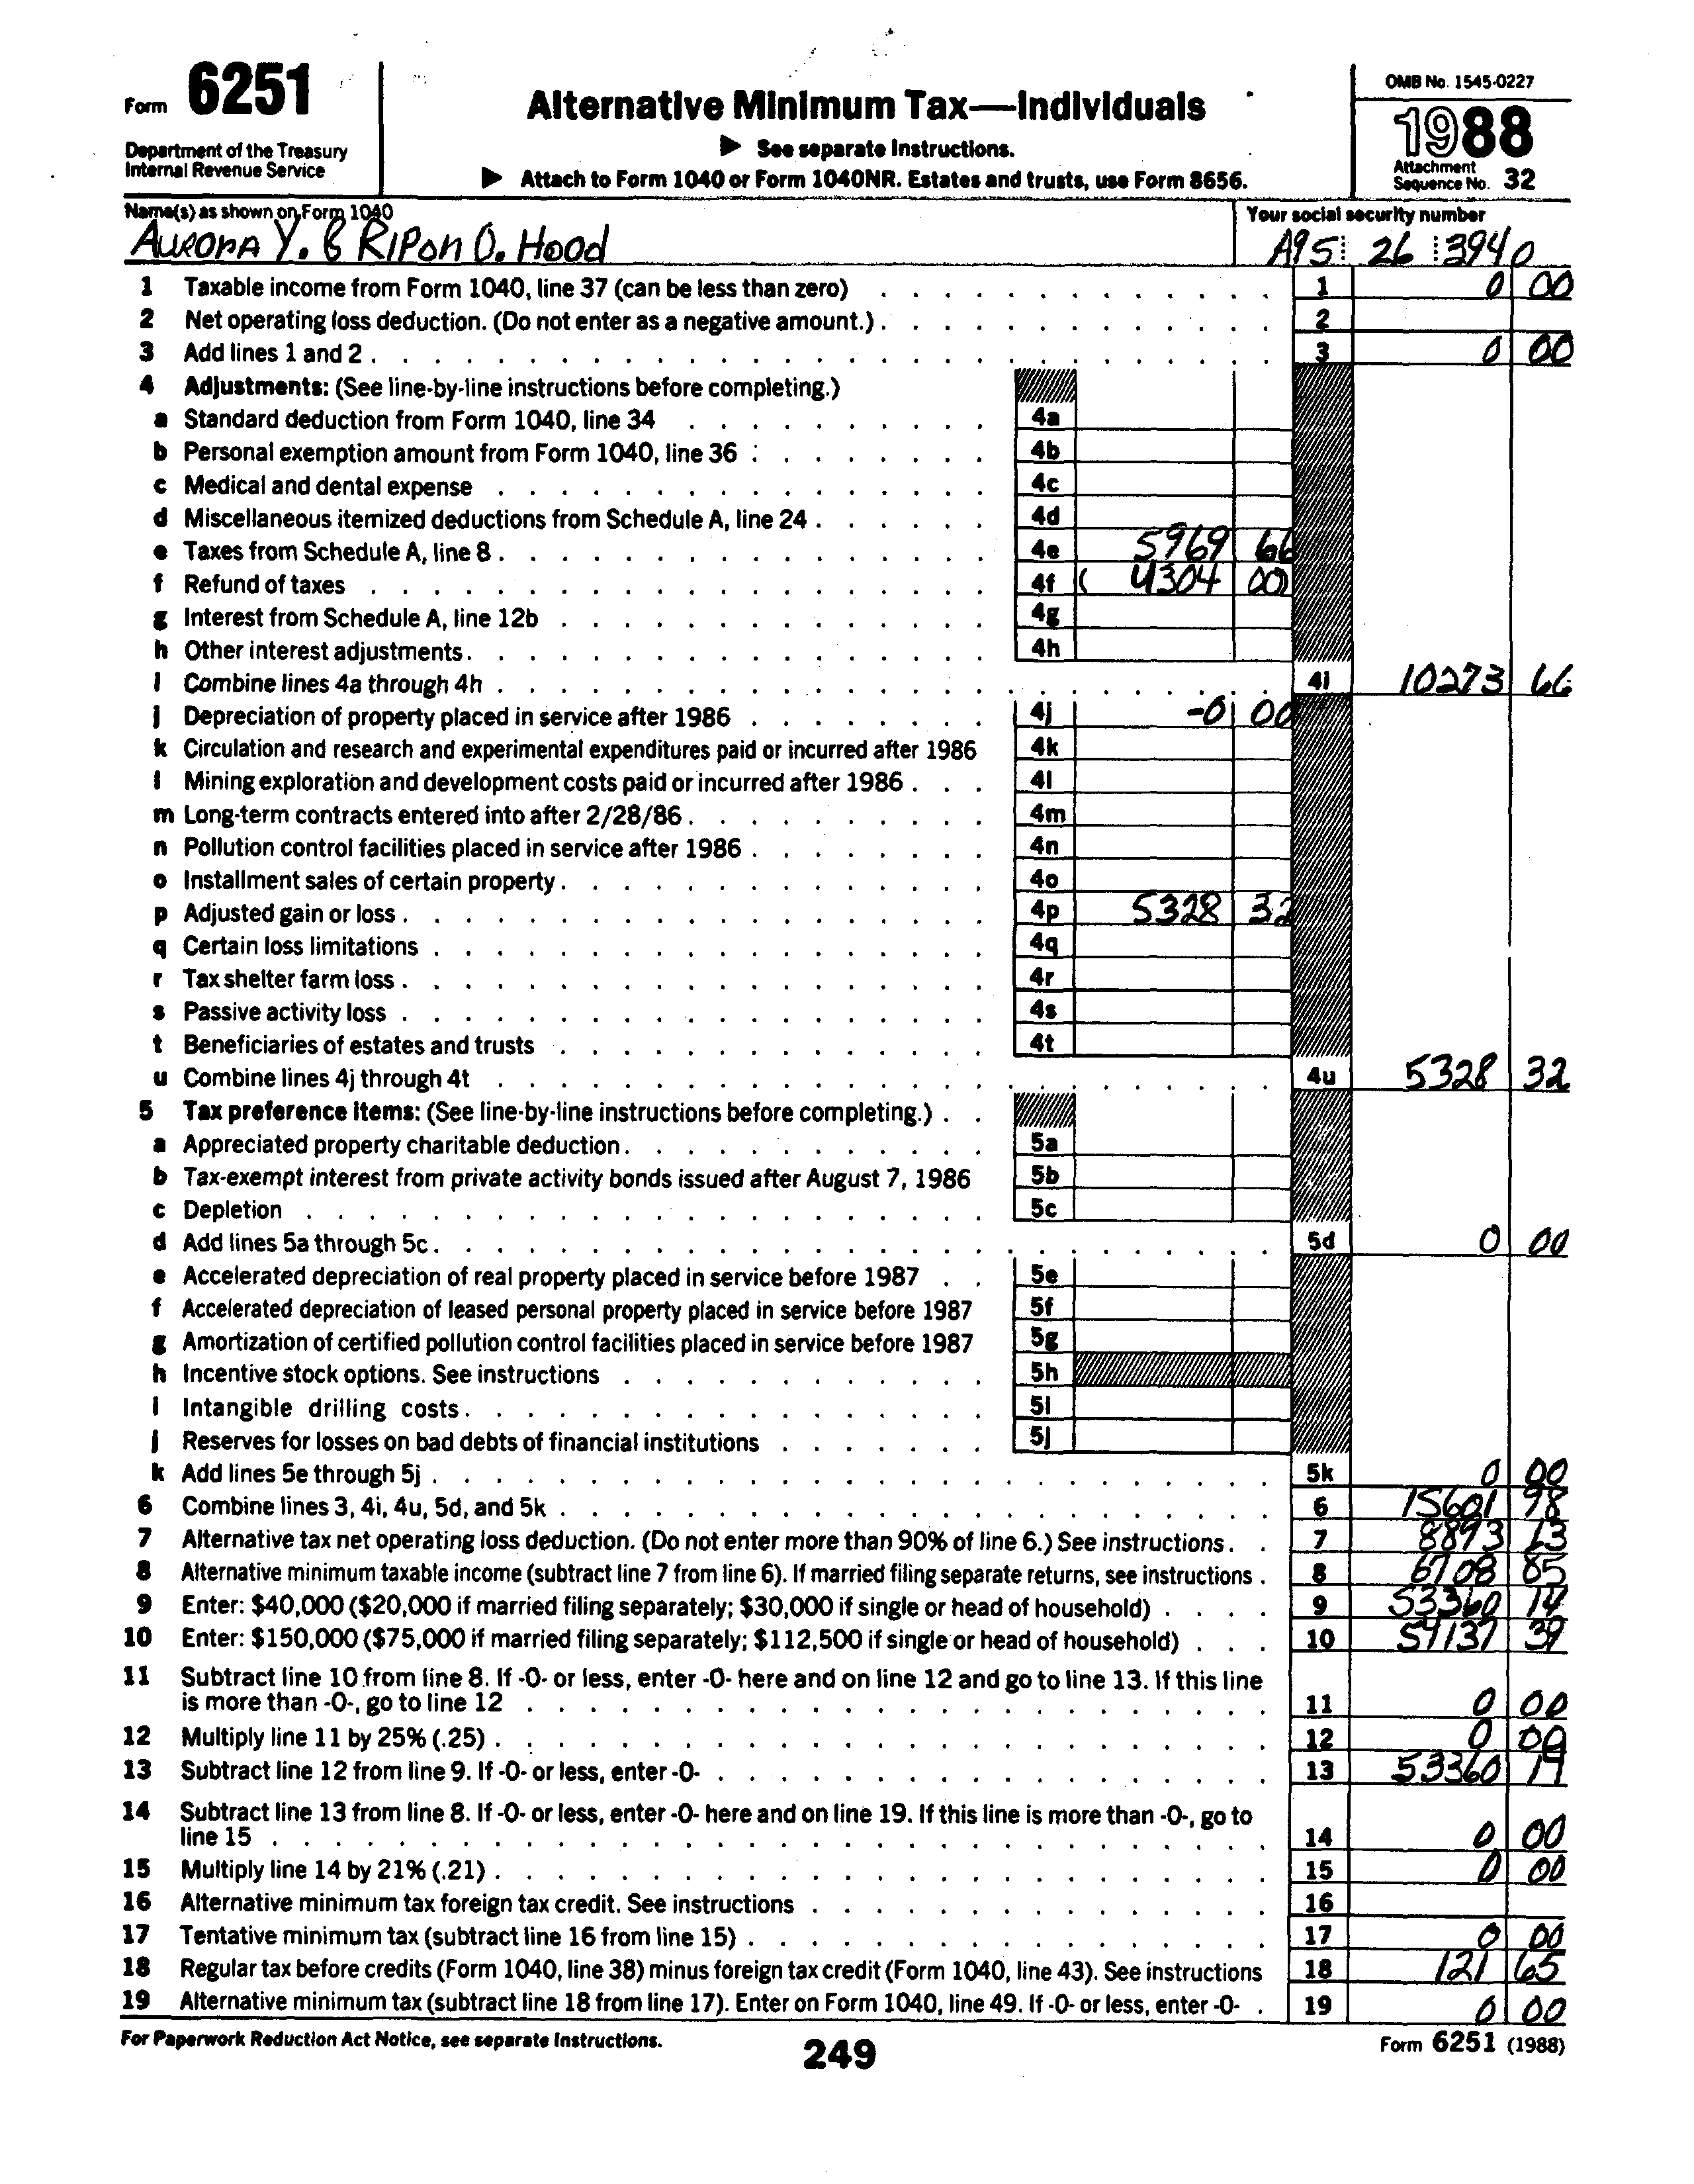 Form 6251
Department of the Treasury
Internal Revenue Service
Alternative Minimum Tax—Individuals
▶ See separate Instructions.
▶ Attach to Form 1040 or Form 1040NR. Estates and trusts, use Form 8656.
OMB No. 1545-0227
1988
Attachment
Sequence No. 32
Name(s) as shown on Form 1040
Your social security number
AURORA Y. & RIPON O. HOOD
A95 26 3940
1 Taxable income from Form 1040, line 37 (can be less than zero) 1 0 00
2 Net operating loss deduction. (Do not enter as a negative amount.) 2
3 Add lines 1 and 2 3 0 00
4 Adjustments: (See line-by-line instructions before completing.)
a Standard deduction from Form 1040, line 34 4a
b Personal exemption amount from Form 1040, line 36 4b
c Medical and dental expense 4c
d Miscellaneous itemized deductions from Schedule A, line 24 4d
e Taxes from Schedule A, line 8 4e 5969 66
f Refund of taxes 4f ( 4304 00)
g Interest from Schedule A, line 12b 4g
h Other interest adjustments 4h
i Combine lines 4a through 4h 4i 10273 66
j Depreciation of property placed in service after 1986 4j -0 00
k Circulation and research and experimental expenditures paid or incurred after 1986 4k
l Mining exploration and development costs paid or incurred after 1986 4l
m Long-term contracts entered into after 2/28/86 4m
n Pollution control facilities placed in service after 1986 4n
o Installment sales of certain property 4o
p Adjusted gain or loss 4p 5328 32
q Certain loss limitations 4q
r Tax shelter farm loss 4r
s Passive activity loss 4s
t Beneficiaries of estates and trusts 4t
u Combine lines 4j through 4t 4u 5328 32
5 Tax preference items: (See line-by-line instructions before completing.)
a Appreciated property charitable deduction 5a
b Tax-exempt interest from private activity bonds issued after August 7, 1986 5b
c Depletion 5c
d Add lines 5a through 5c 5d 0 00
e Accelerated depreciation of real property placed in service before 1987 5e
f Accelerated depreciation of leased personal property placed in service before 1987 5f
g Amortization of certified pollution control facilities placed in service before 1987 5g
h Incentive stock options. See instructions 5h
i Intangible drilling costs 5i
j Reserves for losses on bad debts of financial institutions 5j
k Add lines 5e through 5j 5k 0 00
6 Combine lines 3, 4i, 4u, 5d, and 5k 6 15601 98
7 Alternative tax net operating loss deduction. (Do not enter more than 90% of line 6.) See instructions 7 8893 13
8 Alternative minimum taxable income (subtract line 7 from line 6). If married filing separate returns, see instructions 8 6708 85
9 Enter: $40,000 ($20,000 if married filing separately; $30,000 if single or head of household) 9 53360 19
10 Enter: $150,000 ($75,000 if married filing separately; $112,500 if single or head of household) 10 54137 39
11 Subtract line 10 from line 8. If -0- or less, enter -0- here and on line 12 and go to line 13. If this line
is more than -0-, go to line 12 11 0 00
12 Multiply line 11 by 25% (.25) 12 0 00
13 Subtract line 12 from line 9. If -0- or less, enter -0- 13 53360 19
14 Subtract line 13 from line 8. If -0- or less, enter -0- here and on line 19. If this line is more than -0-, go to
line 15 14 0 00
15 Multiply line 14 by 21% (.21) 15 0 00
16 Alternative minimum tax foreign tax credit. See instructions 16
17 Tentative minimum tax (subtract line 16 from line 15) 17 0 00
18 Regular tax before credits (Form 1040, line 38) minus foreign tax credit (Form 1040, line 43). See instructions 18 121 65
19 Alternative minimum tax (subtract line 18 from line 17). Enter on Form 1040, line 49. If -0- or less, enter -0- 19 0 00
For Paperwork Reduction Act Notice, see separate Instructions.
249
Form 6251 (1988)